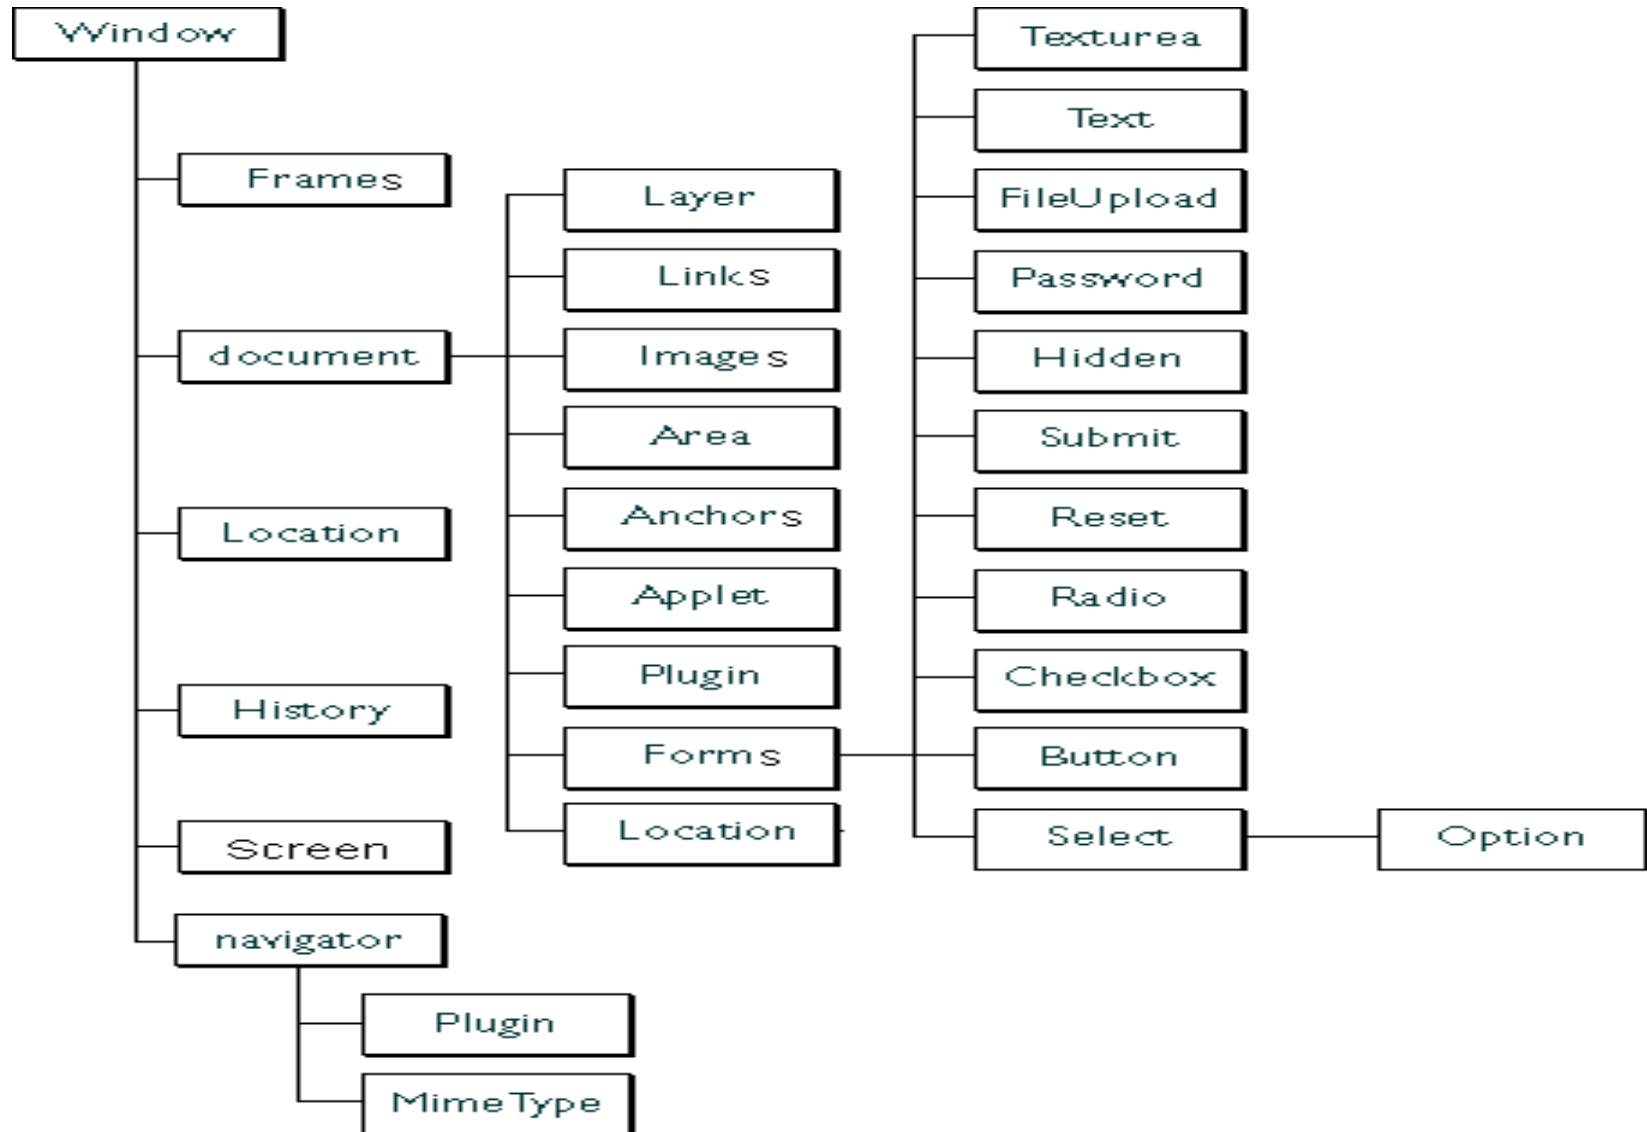 Window
Frames
document
Location
History
Screen
navigator
Plugin
MimeType
Layer
Links
Images
Area
Anchors
Applet
Plugin
Forms
Location
Texturea
Text
FileUpload
Password
Hidden
Submit
Reset
Radio
Checkbox
Button
Select
Option